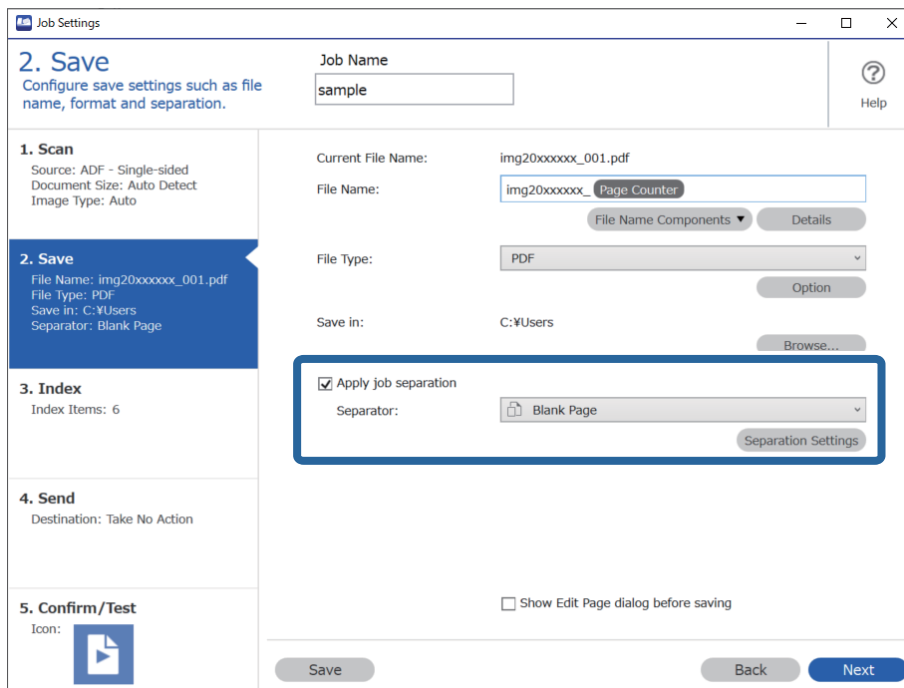 Job Settings
2. Save
Configure save settings such as file
name, format and separation.
Job Name
sample
Help
1. Scan
Source: ADF - Single-sided
Document Size: Auto Detect
Image Type: Auto
2. Save
File Name: img20xxxxxx_001.pdf
File Type: PDF
Save in: C:¥Users
Separator: Blank Page
3. Index
Index Items: 6
4. Send
Destination: Take No Action
5. Confirm/Test
Icon:
Current File Name: img20xxxxxx_001.pdf
File Name: img20xxxxxx_ Page Counter
File Name Components Details
File Type: PDF
Option
Save in: C:¥Users
Browse...
Apply job separation
Separator: Blank Page
Separation Settings
Show Edit Page dialog before saving
Save Back Next